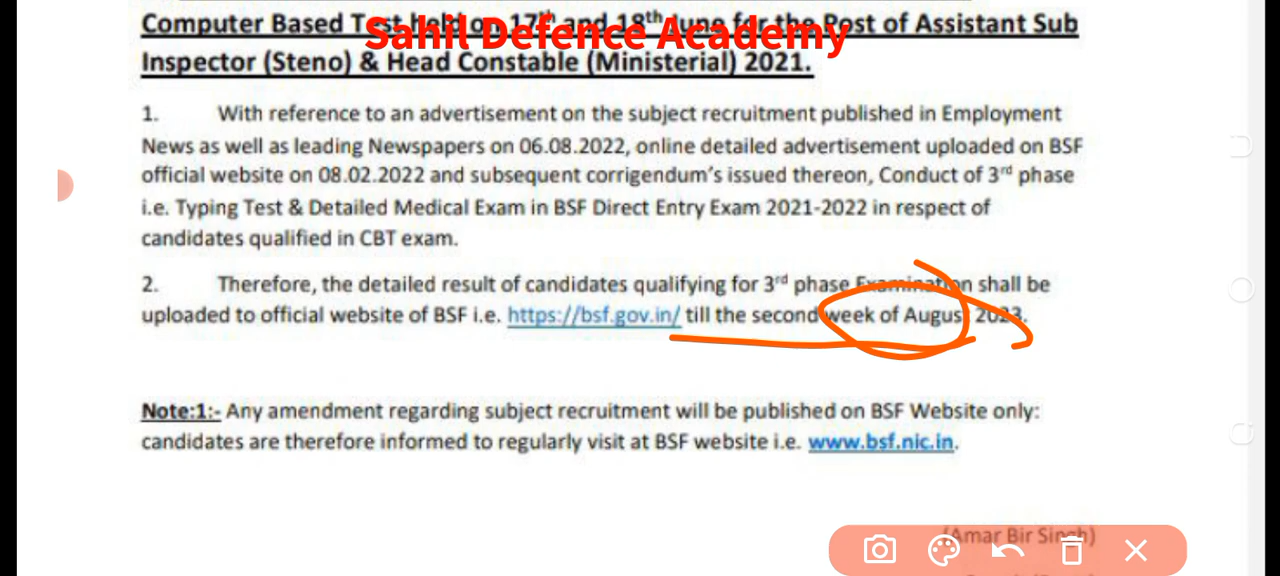 Computer Based Test held on 17th and 18th June for the Post of Assistant Sub
Sahil Defence Academy
Inspector (Steno) & Head Constable (Ministerial) 2021.
1. With reference to an advertisement on the subject recruitment published in Employment
News as well as leading Newspapers on 06.08.2022, online detailed advertisement uploaded on BSF
official website on 08.02.2022 and subsequent corrigendum's issued thereon, Conduct of 3rd phase
i.e. Typing Test & Detailed Medical Exam in BSF Direct Entry Exam 2021-2022 in respect of
candidates qualified in CBT exam.
2. Therefore, the detailed result of candidates qualifying for 3rd phase Examination shall be
uploaded to official website of BSF i.e. https://bsf.gov.in/ till the second week of August 2023.
Note:1:- Any amendment regarding subject recruitment will be published on BSF Website only:
candidates are therefore informed to regularly visit at BSF website i.e. www.bsf.nic.in.
(Amar Bir Singh)